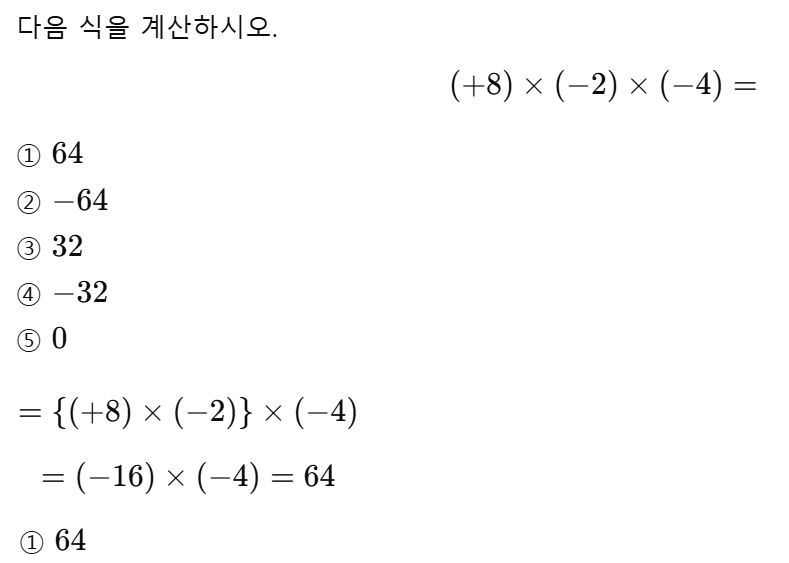 다음 식을 계산하시오.
(+8) × (−2) × (−4) =
① 64
② −64
③ 32
④ −32
⑤ 0
= {(+8) × (−2)} × (−4)
= (−16) × (−4) = 64
① 64